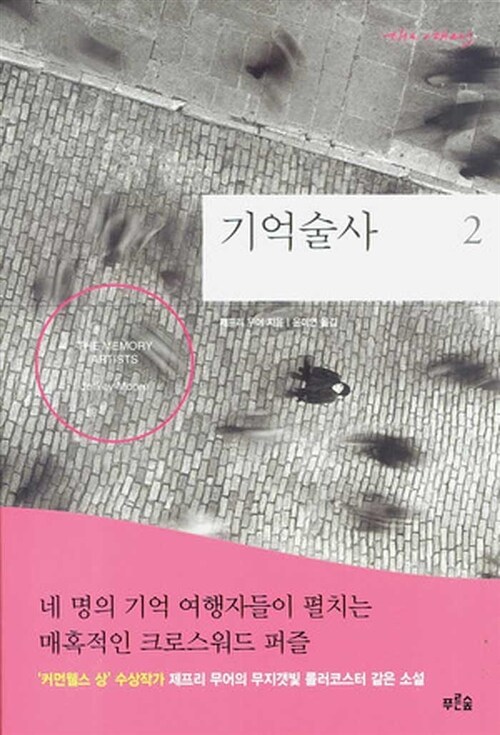 기억술사 2
제프리 무어 지음 | 윤미연 옮김
THE MEMORY
ARTISTS
Jeffrey Moore
네 명의 기억 여행자들이 펼치는
매혹적인 크로스워드 퍼즐
'커먼웰스 상' 수상작가 제프리 무어의 무지갯빛 롤러코스터 같은 소설
푸른숲